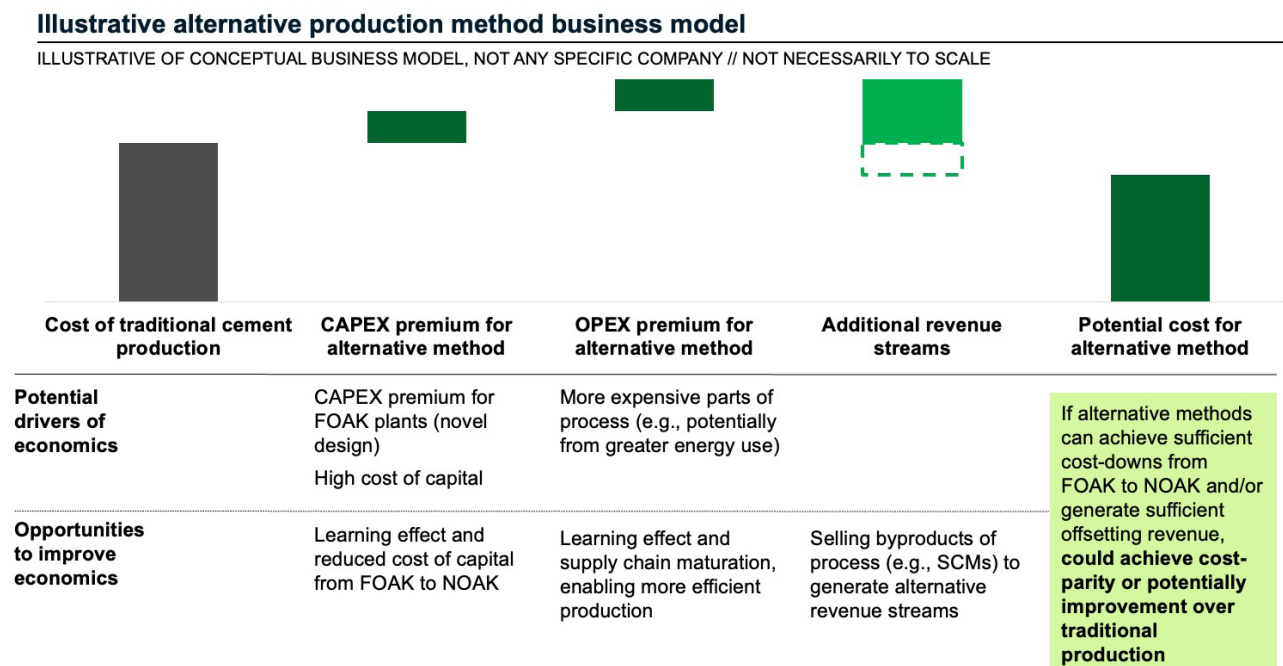 Illustrative alternative production method business model
ILLUSTRATIVE OF CONCEPTUAL BUSINESS MODEL, NOT ANY SPECIFIC COMPANY // NOT NECESSARILY TO SCALE
Cost of traditional cement
production
CAPEX premium for
alternative method
OPEX premium for
alternative method
Additional revenue
streams
Potential cost for
alternative method
Potential
drivers of
economics
CAPEX premium for
FOAK plants (novel
design)
High cost of capital
More expensive parts of
process (e.g., potentially
from greater energy use)
Opportunities
to improve
economics
Learning effect and
reduced cost of capital
from FOAK to NOAK
Learning effect and
supply chain maturation,
enabling more efficient
production
Selling byproducts of
process (e.g., SCMs) to
generate alternative
revenue streams
If alternative methods
can achieve sufficient
cost-downs from
FOAK to NOAK and/or
generate sufficient
offsetting revenue,
could achieve cost-
parity or potentially
improvement over
traditional
production